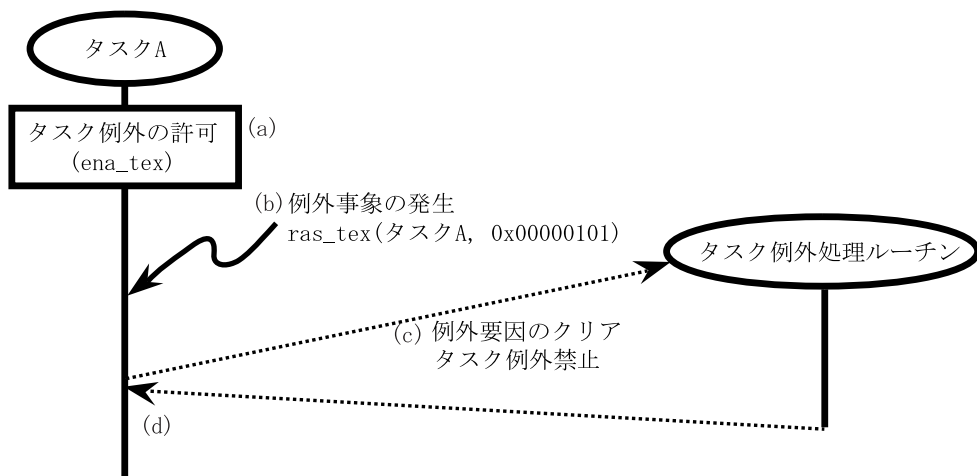 タスクA
タスク例外の許可
(ena_tex)
(a)
(b) 例外事象の発生
ras_tex(タスクA, 0x00000101)
タスク例外処理ルーチン
(c) 例外要因のクリア
タスク例外禁止
(d)